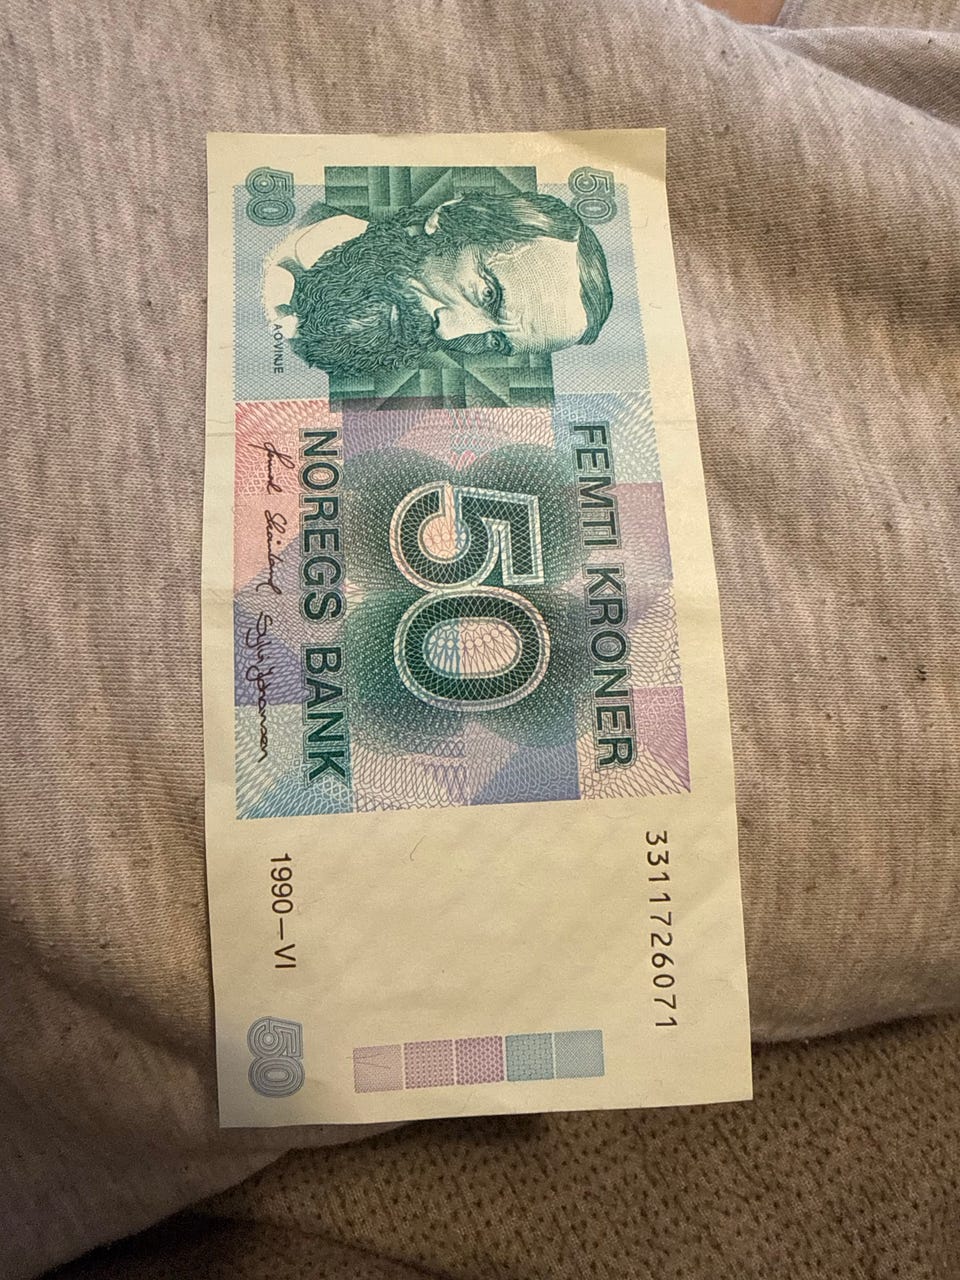 50
50
A O VINJE
FEMTI KRONER
50
NOREGS BANK
3311726071
1990–VI
50